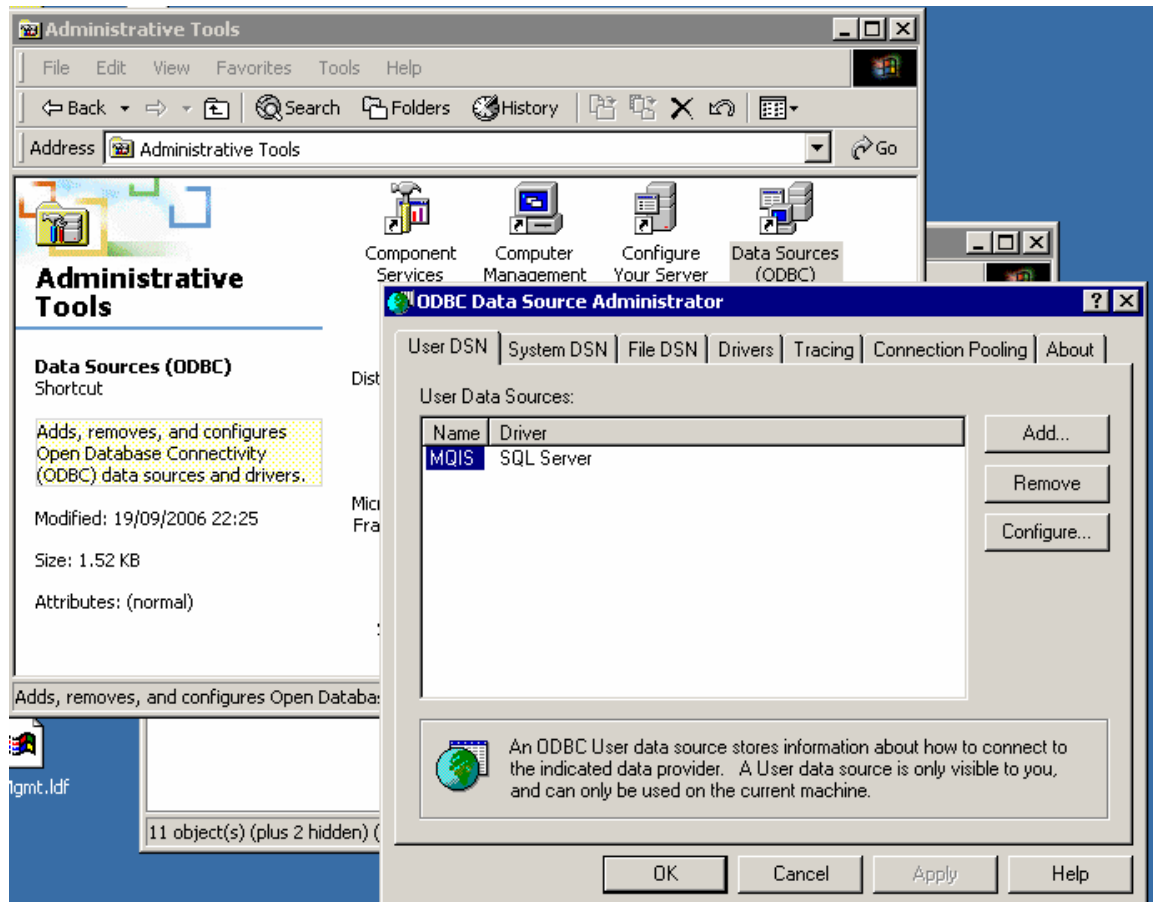 Administrative Tools
File Edit View Favorites Tools Help
Back Search Folders History
Address Administrative Tools Go
Administrative
Tools
Data Sources (ODBC)
Shortcut
Adds, removes, and configures
Open Database Connectivity
(ODBC) data sources and drivers.
Modified: 19/09/2006 22:25
Size: 1.52 KB
Attributes: (normal)
Component
Services
Computer
Management
Configure
Your Server
Data Sources
(ODBC)
Dist
Fra
Adds, removes, and configures Open
ODBC Data Source Administrator
User DSN System DSN File DSN Drivers Tracing Connection Pooling About
User Data Sources:
Name Driver
MQIS SQL Server
Add...
Remove
Configure...
An ODBC User data source stores information about how to connect to
the indicated data provider. A User data source is only visible to you,
and can only be used on the current machine.
OK Cancel Apply Help
gmt.ldf
11 object(s) (plus 2 hidden) (